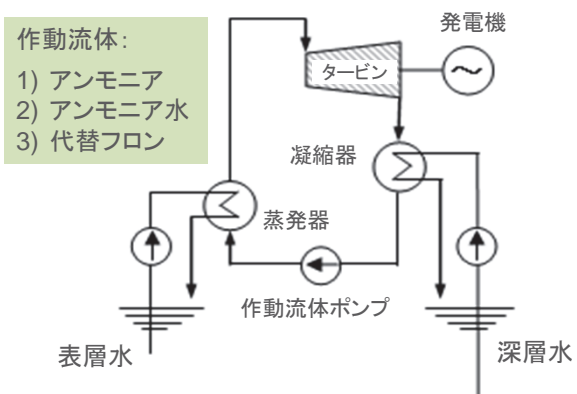 作動流体:
1) アンモニア
2) アンモニア水
3) 代替フロン
発電機
タービン
凝縮器
蒸発器
作動流体ポンプ
表層水
深層水